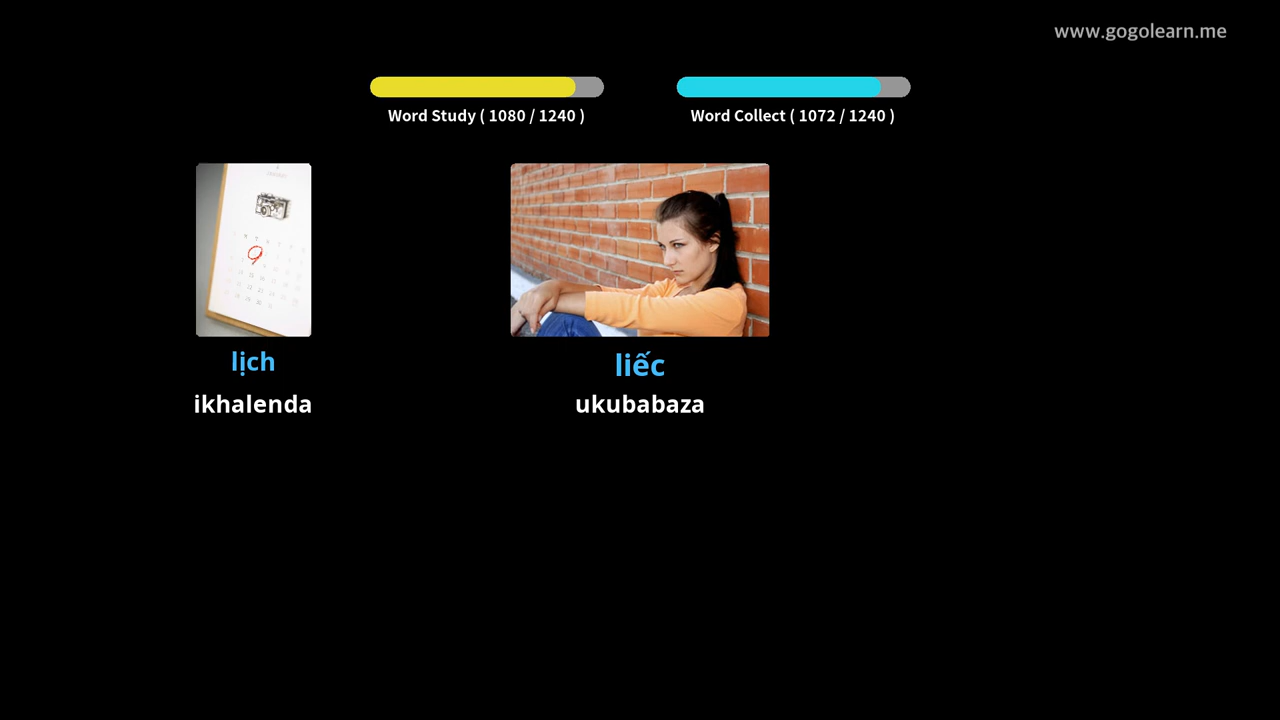 www.gogolearn.me
Word Study ( 1080 / 1240 )
Word Collect ( 1072 / 1240 )
lịch
liếc
ikhalenda
ukubabaza